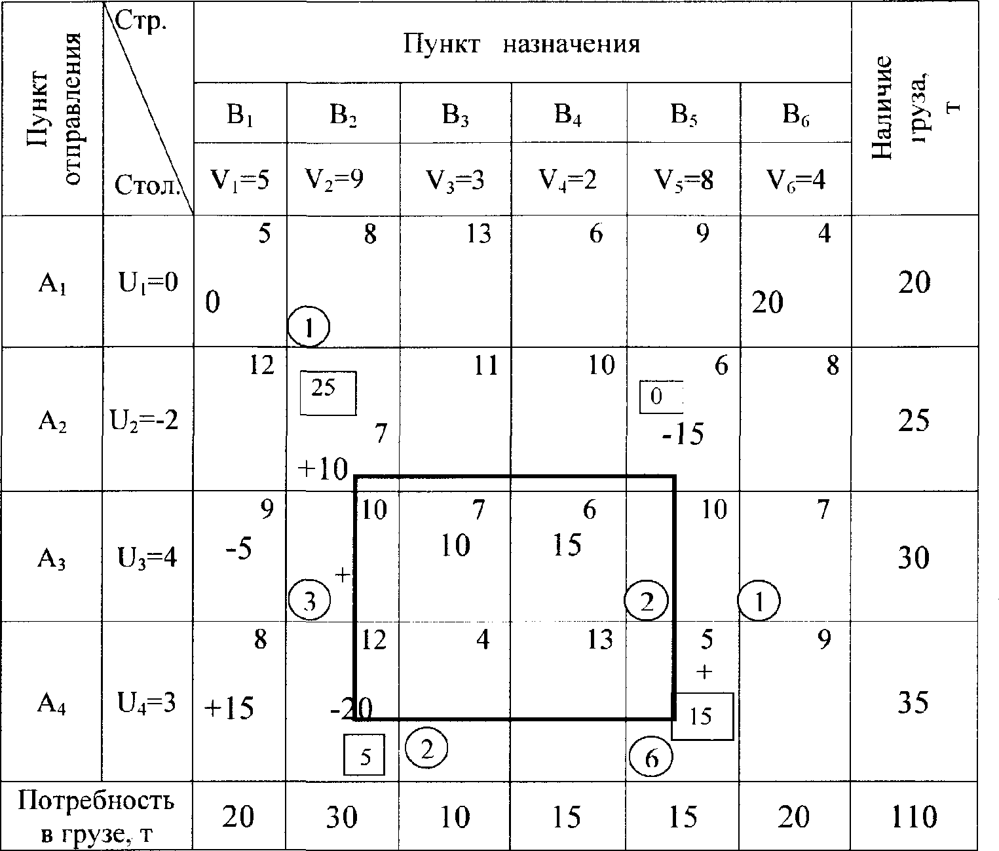 Пункт отправления
Стр.
Стол.
Пункт назначения
Наличие груза, т
B₁ B₂ B₃ B₄ B₅ B₆
V₁=5 V₂=9 V₃=3 V₄=2 V₅=8 V₆=4
5 8 13 6 9 4
A₁ U₁=0 0 20 20
1
12 11 10 6 8
25 0
A₂ U₂=-2 7 -15 25
+10
9 10 7 6 10 7
-5 10 15
A₃ U₃=4 + 30
3 2 1
8 12 4 13 5 9
+
A₄ U₄=3 +15 -20 15 35
5 2 6
Потребность
в грузе, т
20 30 10 15 15 20 110